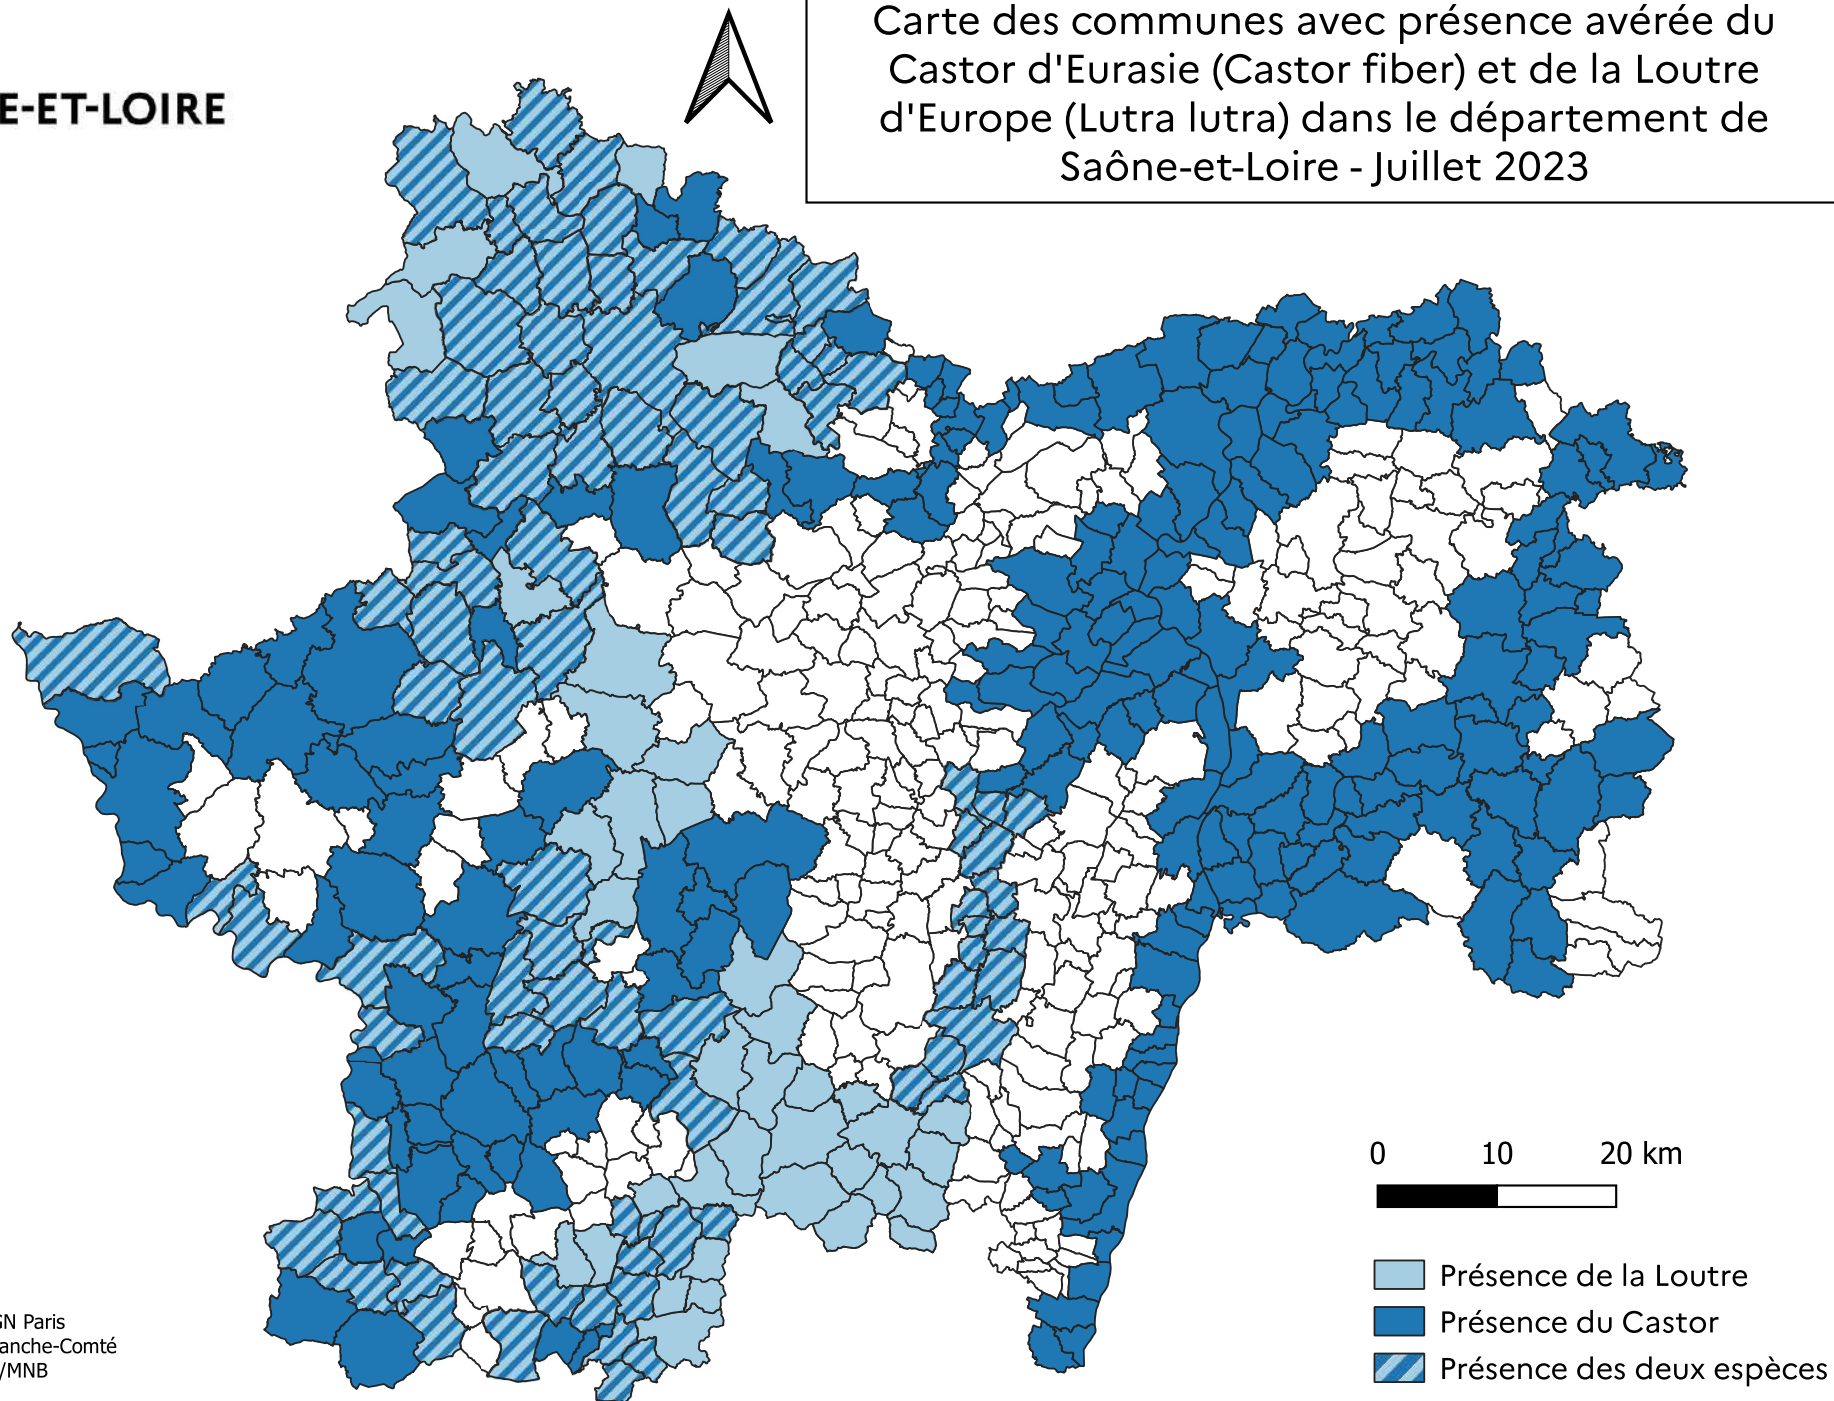 Carte des communes avec présence avérée du
Castor d'Eurasie (Castor fiber) et de la Loutre
d'Europe (Lutra lutra) dans le département de
Saône-et-Loire - Juillet 2023
E-ET-LOIRE
0 10 20 km
Présence de la Loutre
Présence du Castor
Présence des deux espèces
GN Paris
anche-Comté
/MNB